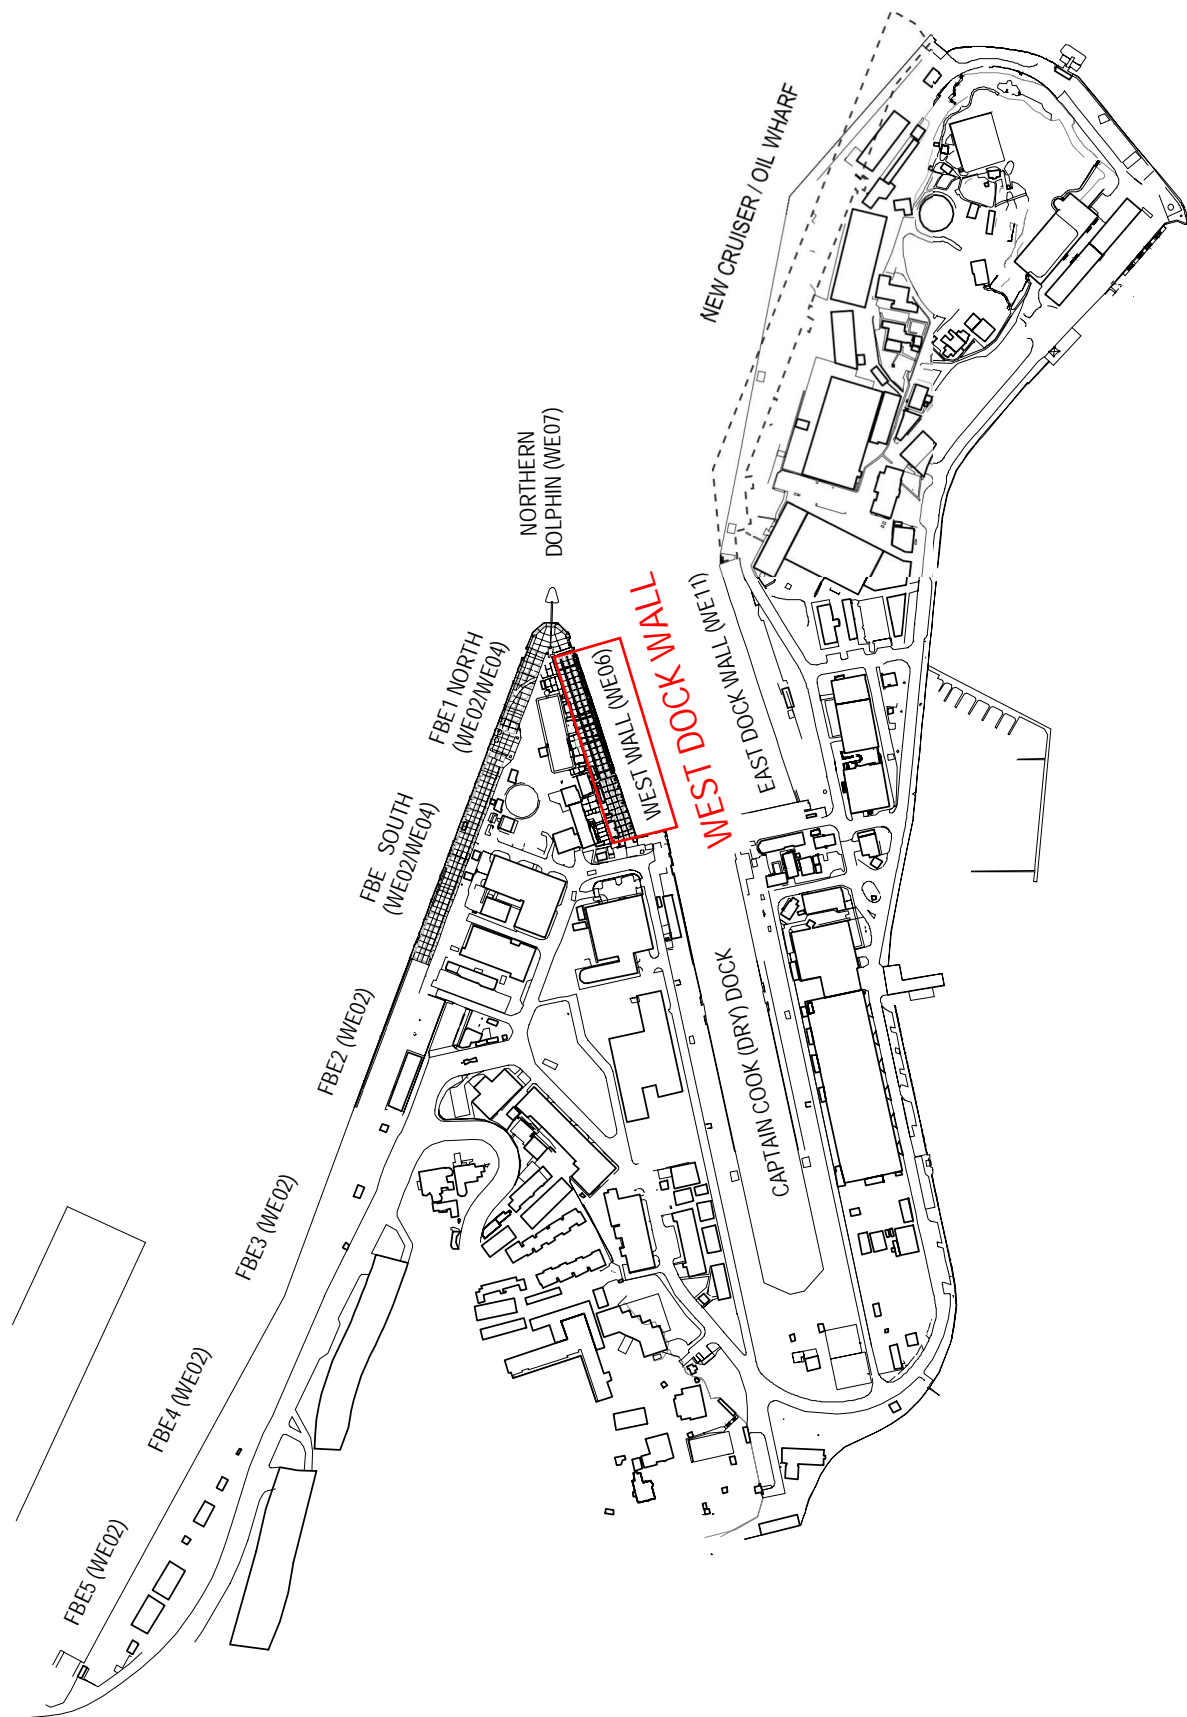 NEW CRUISER / OIL WHARF
NORTHERN
DOLPHIN (WE07)
FBE1 NORTH
(WE02/WE04)
WEST WALL (WE06)
WEST DOCK WALL
EAST DOCK WALL (WE11)
FBE SOUTH
(WE02/WE04)
FBE2 (WE02)
CAPTAIN COOK (DRY) DOCK
FBE3 (WE02)
FBE4 (WE02)
FBE5 (WE02)